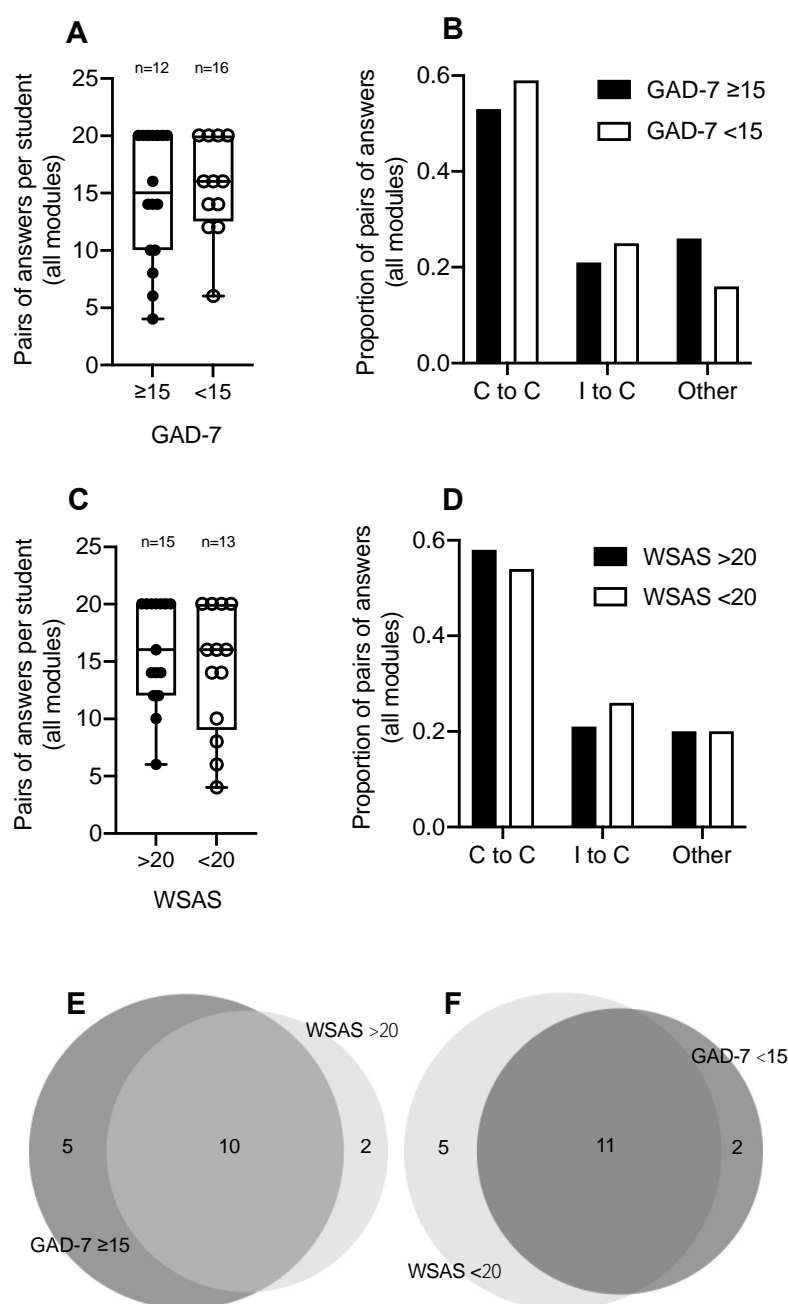 A
n=12 n=16
Pairs of answers per student
(all modules)
25
20
15
10
5
0
≥15 <15
GAD-7
B
Proportion of pairs of answers
(all modules)
0.6
0.4
0.2
0.0
GAD-7 ≥15
GAD-7 <15
C to C I to C Other
C
n=15 n=13
Pairs of answers per student
(all modules)
25
20
15
10
5
0
>20 <20
WSAS
D
Proportion of pairs of answers
(all modules)
0.6
0.4
0.2
0.0
WSAS >20
WSAS <20
C to C I to C Other
E
WSAS >20
5 10 2
GAD-7 ≥15
F
GAD-7 <15
5 11 2
WSAS <20